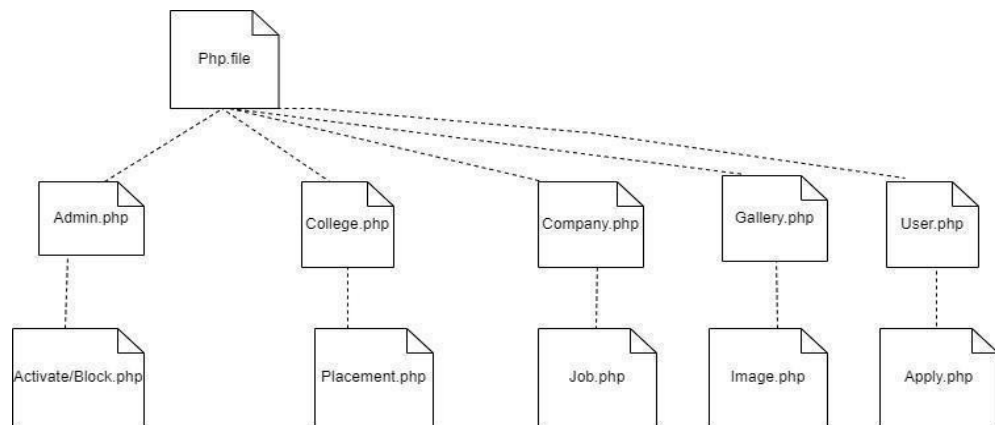 Php.file
Admin.php
College.php
Company.php
Gallery.php
User.php
Activate/Block.php
Placement.php
Job.php
Image.php
Apply.php